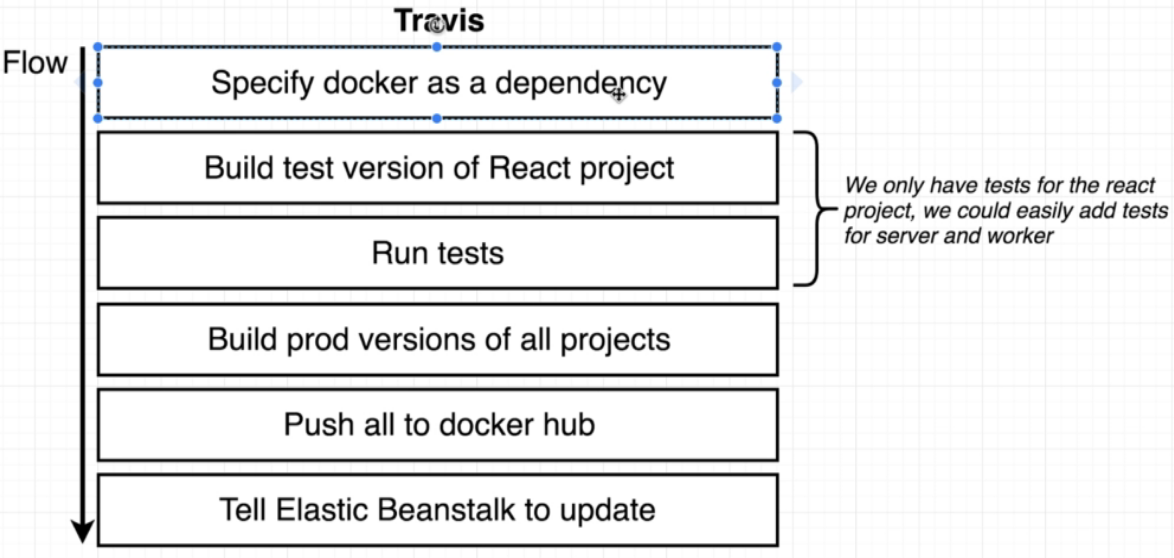 Travis
Flow
Specify docker as a dependency
Build test version of React project
Run tests
We only have tests for the react
project, we could easily add tests
for server and worker
Build prod versions of all projects
Push all to docker hub
Tell Elastic Beanstalk to update